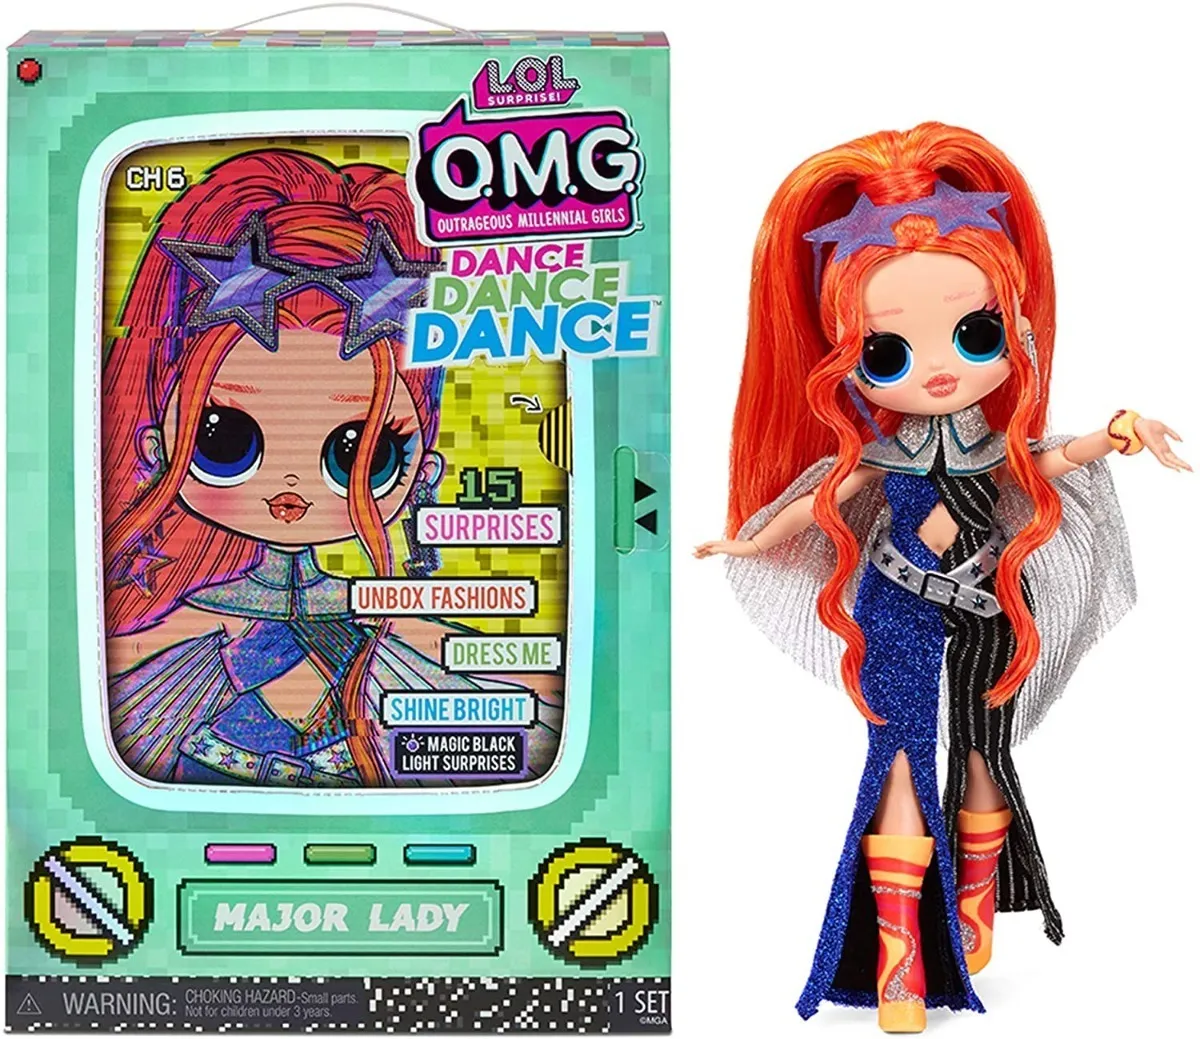 L.O.L.
SURPRISE!
O.M.G.
OUTRAGEOUS MILLENNIAL GIRLS
CH 6
DANCE
DANCE
DANCE™
15
SURPRISES
UNBOX FASHIONS
DRESS ME
SHINE BRIGHT
MAGIC BLACK
LIGHT SURPRISES
MAJOR LADY
WARNING: CHOKING HAZARD-Small parts.
Not for children under 3 years.
1 SET
©MGA